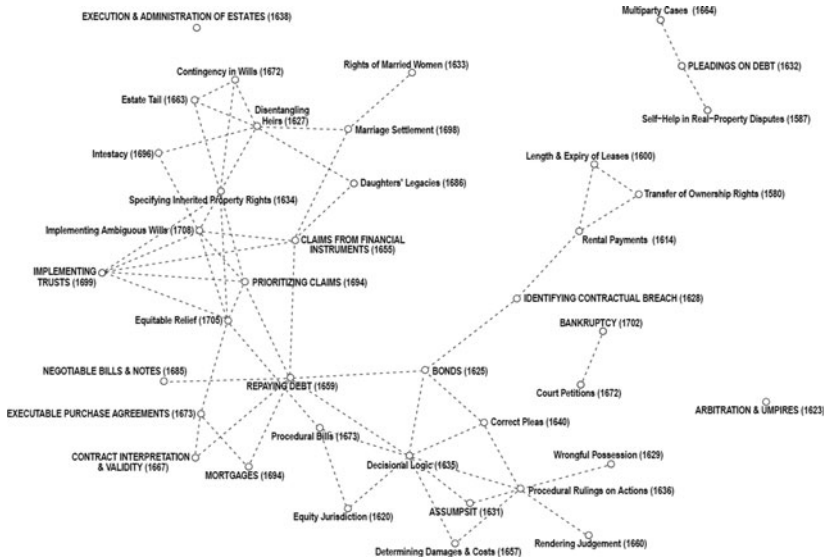 Multiparty Cases (1664)
EXECUTION & ADMINISTRATION OF ESTATES (1638)
Rights of Married Women (1633)
PLEADINGS ON DEBT (1632)
Contingency in Wills (1672)
Estate Tail (1663)
Disentangling
Heirs (1627)
Marriage Settlement (1698)
Self-Help in Real-Property Disputes (1587)
Intestacy (1696)
Length & Expiry of Leases (1600)
Daughters' Legacies (1686)
Transfer of Ownership Rights (1580)
Specifying Inherited Property Rights (1634)
Implementing Ambiguous Wills (1708)
CLAIMS FROM FINANCIAL
INSTRUMENTS (1655)
Rental Payments (1614)
IMPLEMENTING
TRUSTS (1699)
PRIORITIZING CLAIMS (1694)
IDENTIFYING CONTRACTUAL BREACH (1628)
Equitable Relief (1705)
BANKRUPTCY (1702)
NEGOTIABLE BILLS & NOTES (1685)
REPAYING DEBT (1659)
BONDS (1625)
Court Petitions (1672)
EXECUTABLE PURCHASE AGREEMENTS (1673)
ARBITRATION & UMPIRES (1623)
Procedural Bills (1673)
Correct Pleas (1640)
CONTRACT INTERPRETATION
& VALIDITY (1667)
MORTGAGES (1694)
Decisional Logic (1635)
Wrongful Possession (1629)
Procedural Rulings on Actions (1636)
Equity Jurisdiction (1620)
ASSUMPSIT (1631)
Determining Damages & Costs (1657)
Rendering Judgement (1660)